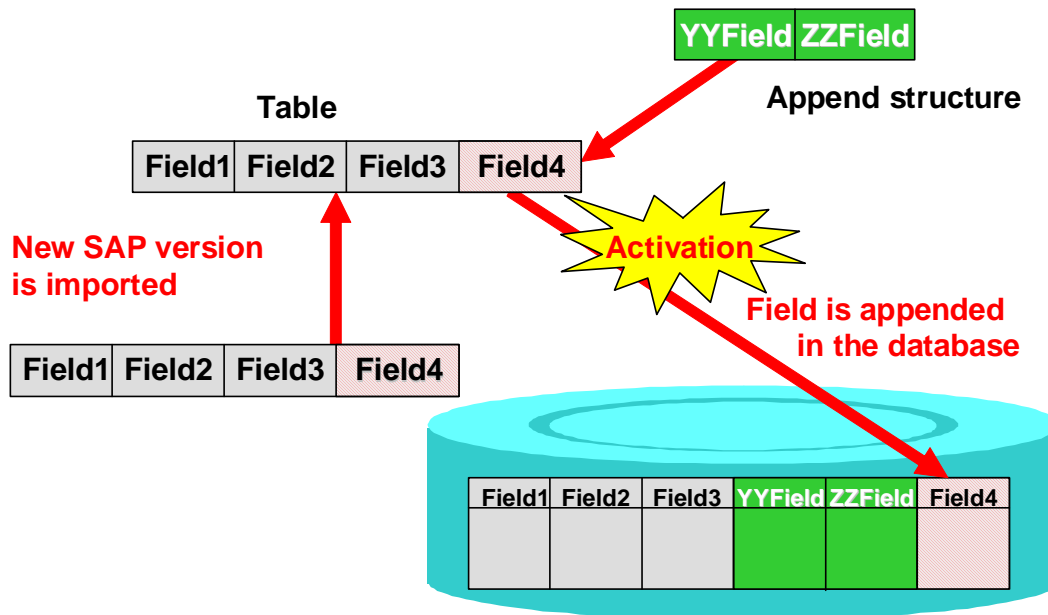 YYField ZZField
Append structure
Table
Field1 Field2 Field3 Field4
Activation
New SAP version
is imported
Field is appended
in the database
Field1 Field2 Field3 Field4
Field1 Field2 Field3 YYField ZZField Field4